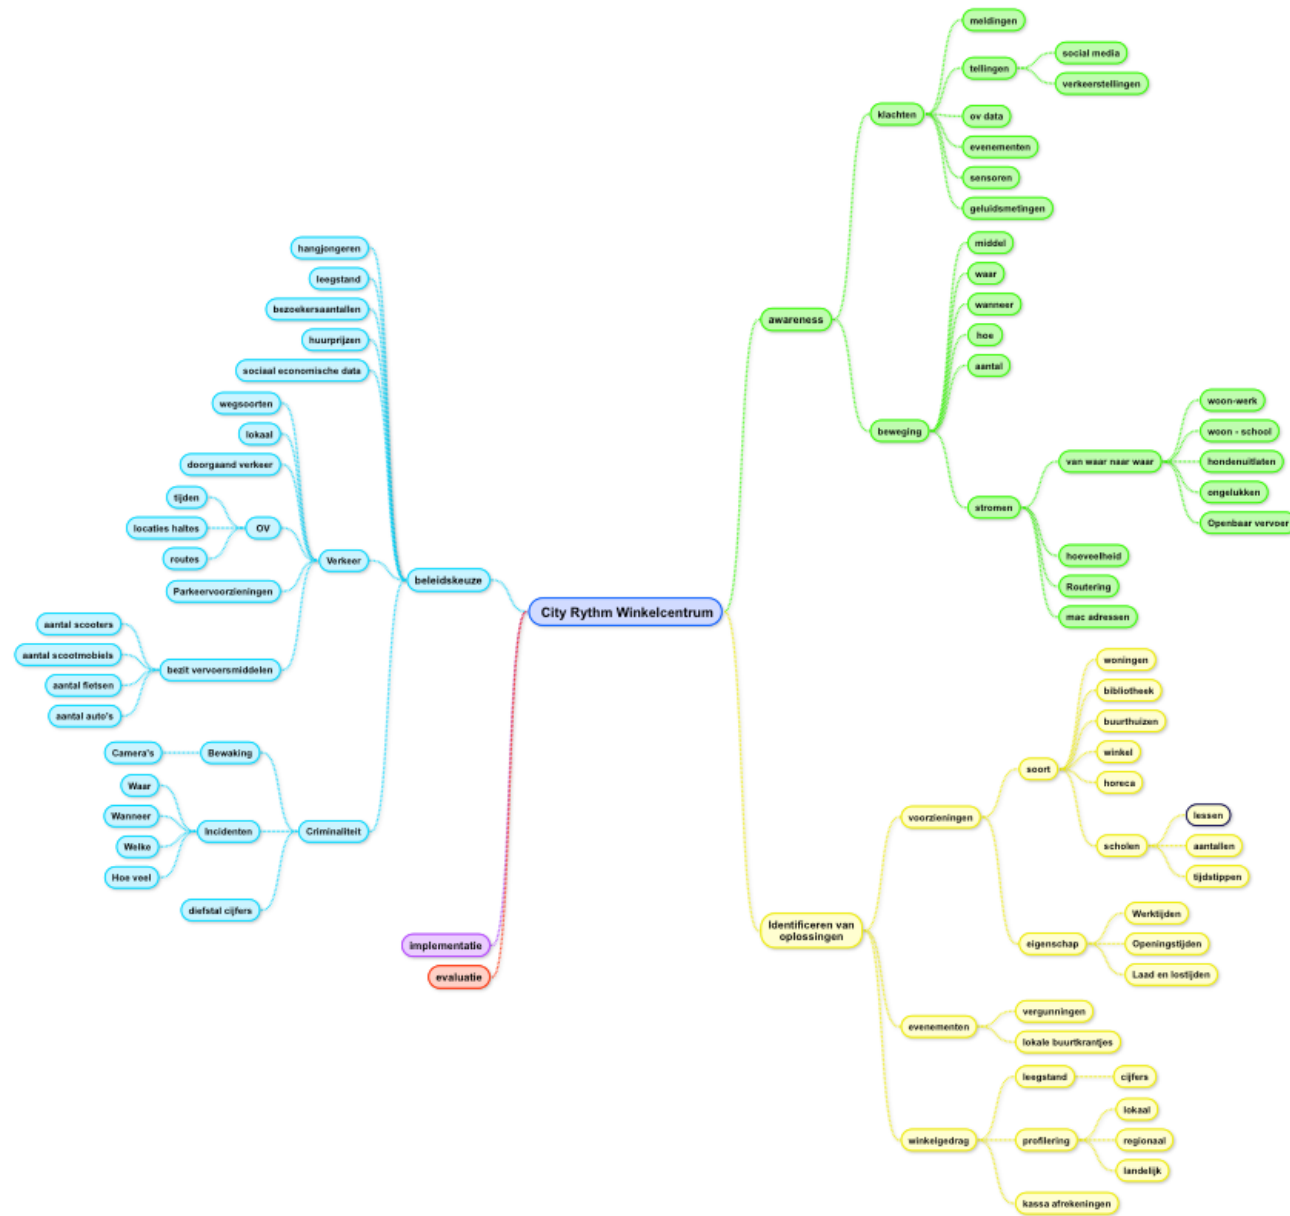 City Rythm Winkelcentrum
awareness
klachten
meldingen
tellingen
social media
verkeerstellingen
ov data
evenementen
sensoren
geluidsmetingen
beweging
middel
waar
wanneer
hoe
aantal
stromen
van waar naar waar
woon-werk
woon - school
hondenuitlaten
ongelukken
Openbaar vervoer
hoeveelheid
Routering
mac adressen
Identificeren van
oplossingen
voorzieningen
soort
woningen
bibliotheek
buurthuizen
winkel
horeca
scholen
lessen
aantallen
tijdstippen
eigenschap
Werktijden
Openingstijden
Laad en lostijden
evenementen
vergunningen
lokale buurtkrantjes
winkelgedrag
leegstand
cijfers
profilering
lokaal
regionaal
landelijk
kassa afrekeningen
beleidskeuze
hangjongeren
leegstand
bezoekersaantallen
huurprijzen
sociaal economische data
Verkeer
wegsoorten
lokaal
doorgaand verkeer
OV
tijden
locaties haltes
routes
Parkeervoorzieningen
bezit vervoersmiddelen
aantal scooters
aantal scootmobiels
aantal fietsen
aantal auto's
Criminaliteit
Bewaking
Camera's
Incidenten
Waar
Wanneer
Welke
Hoe veel
diefstal cijfers
implementatie
evaluatie